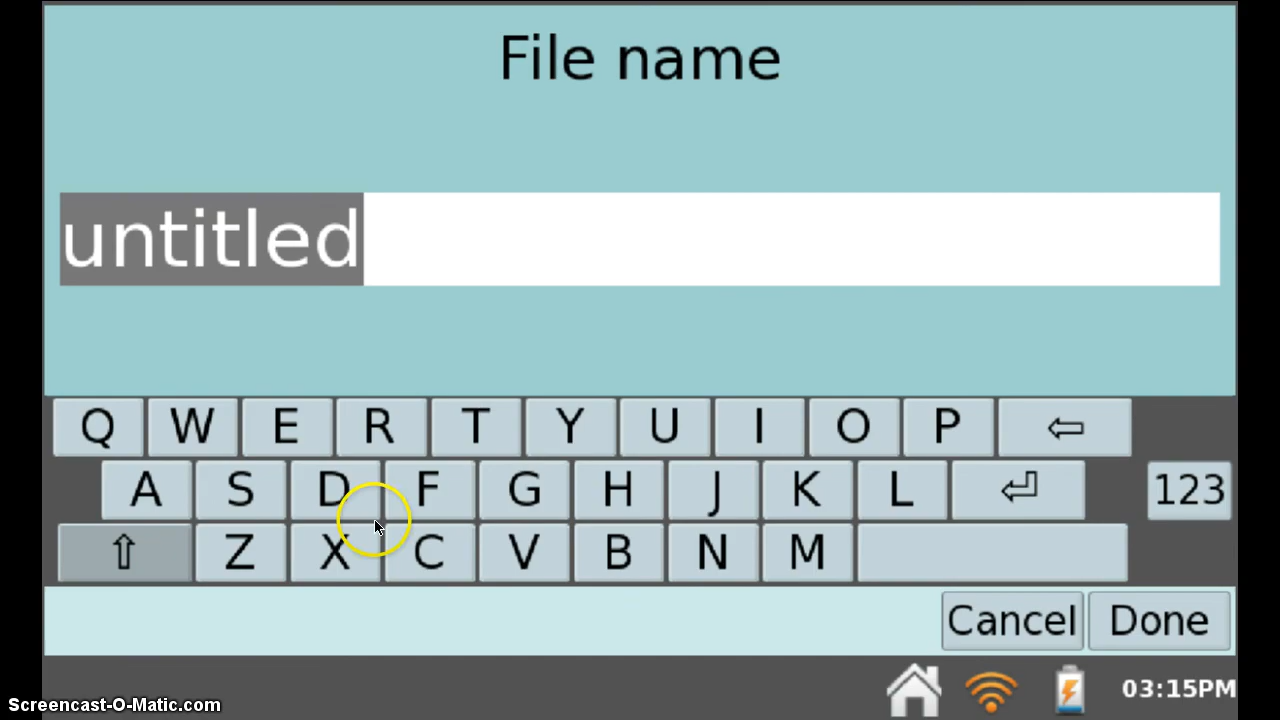 File name
untitled
Q W E R T Y U I O P ⇦
A S D F G H J K L ⏎ 123
⇧ Z X C V B N M
Cancel Done
03:15PM
Screencast-O-Matic.com